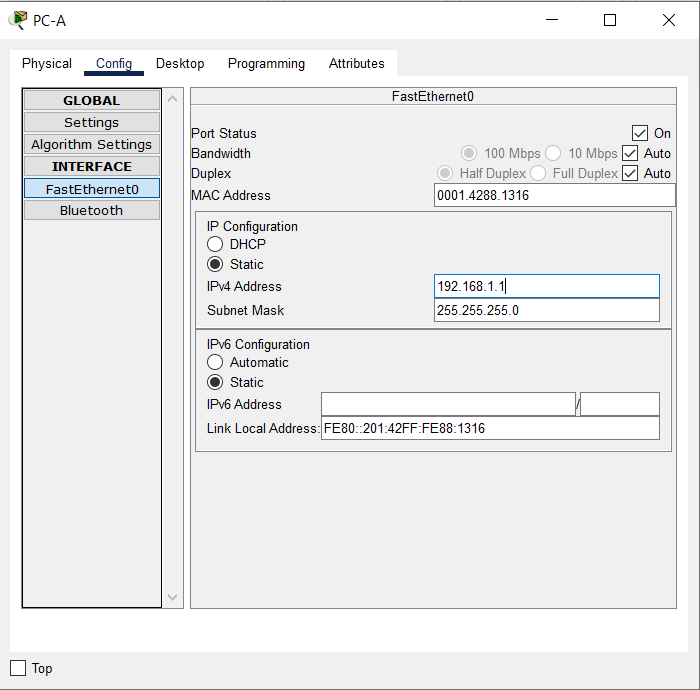 PC-A
Physical Config Desktop Programming Attributes
GLOBAL
Settings
Algorithm Settings
INTERFACE
FastEthernet0
Bluetooth
FastEthernet0
Port Status On
Bandwidth 100 Mbps 10 Mbps Auto
Duplex Half Duplex Full Duplex Auto
MAC Address 0001.4288.1316
IP Configuration
DHCP
Static
IPv4 Address 192.168.1.1
Subnet Mask 255.255.255.0
IPv6 Configuration
Automatic
Static
IPv6 Address /
Link Local Address: FE80::201:42FF:FE88:1316
Top